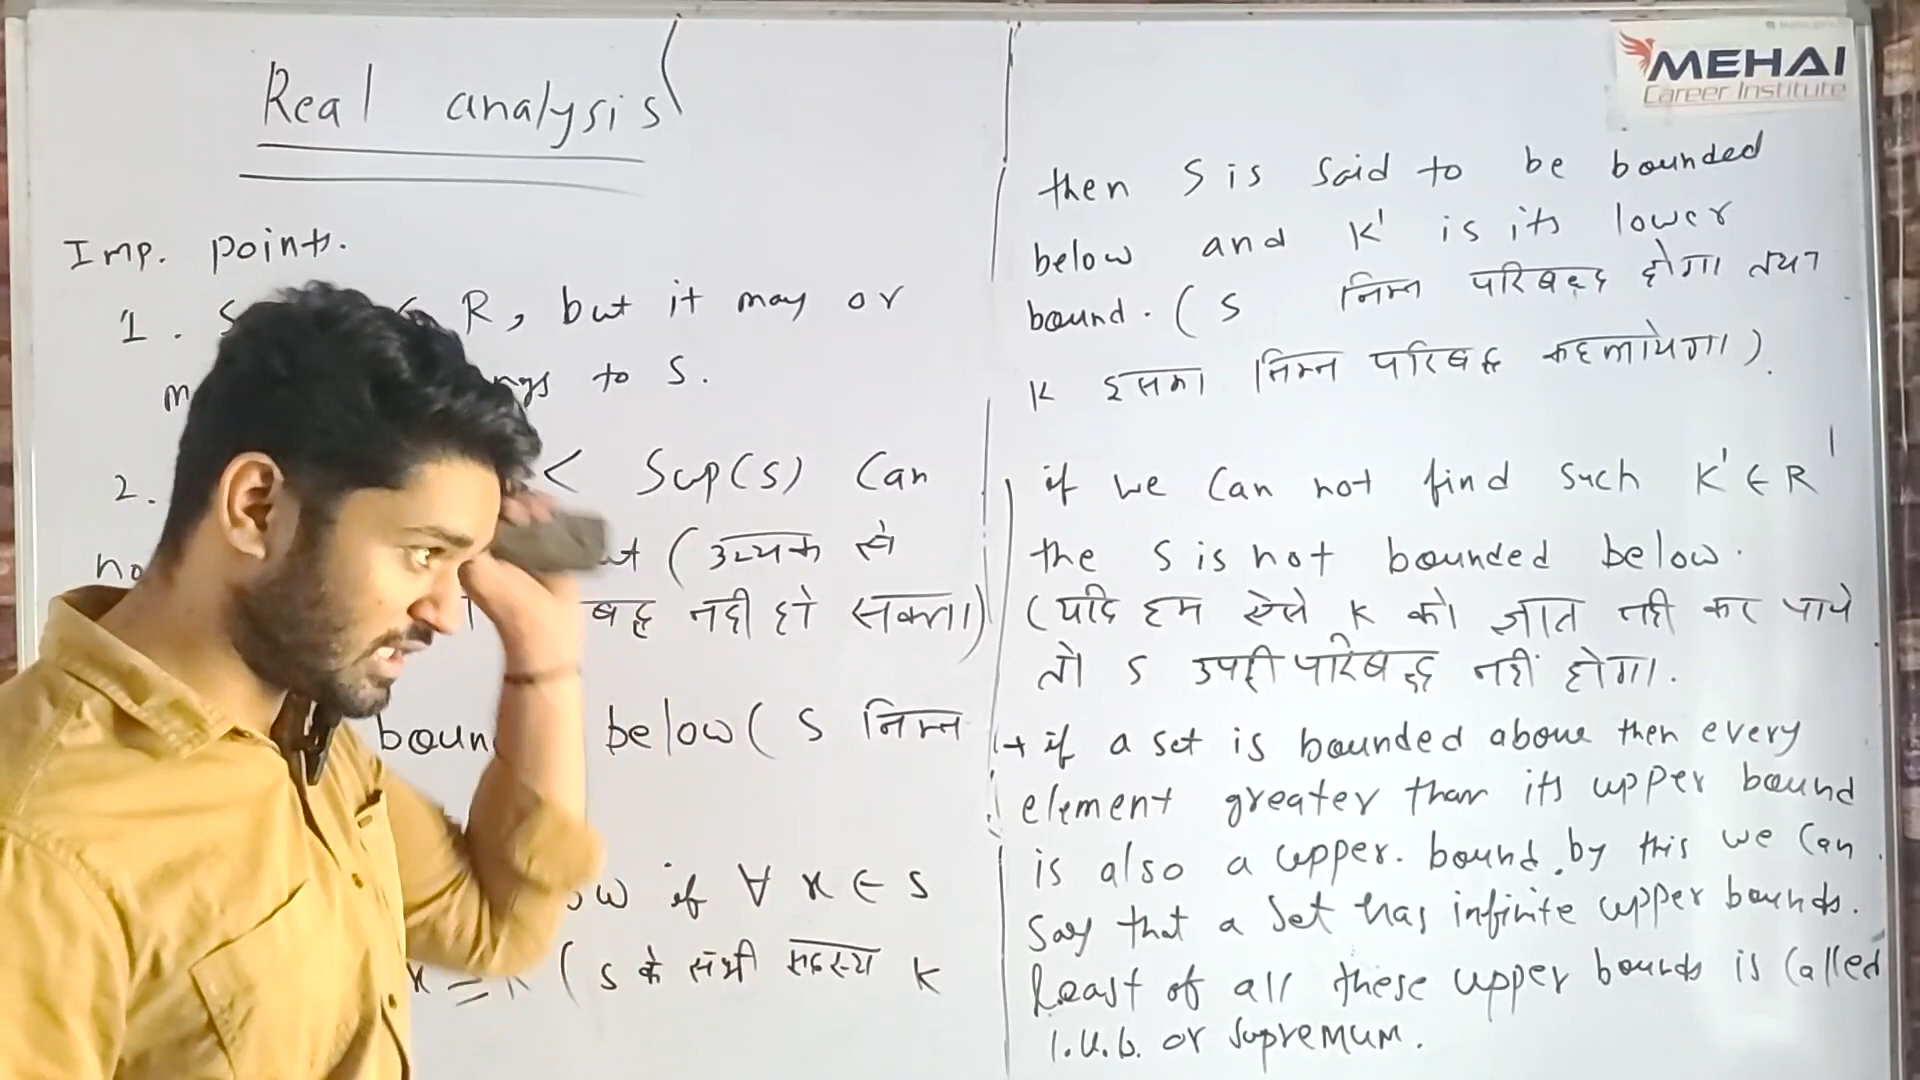 Real analysis
Imp. points.
1. S R, but it may or
to S.
2. < Sup(S) Can
(उच्चक से
बद्ध नही हो सकता)
below ( S निम्न
if ∀ x ∈ S
( S के सभी सदस्य K
MEHAI
Career Institute
then S is said to be bounded
below and K' is its lower
bound. ( S निम्न परिबद्ध होगा तथा
K इसका निम्न परिबद्ध कहलायेगा).
if we Can not find such K' ∈ R
the S is not bounded below.
(यदि हम ऐसे K को ज्ञात नही कर पाये
तो S उपरी परिबद्ध नहीं होगा.
→ if a set is bounded above then every
element greater than its upper bound
is also a upper. bound. by this we Can
say that a set has infinite upper bounds.
Least of all these upper bounds is Called
l.u.b. or supremum.